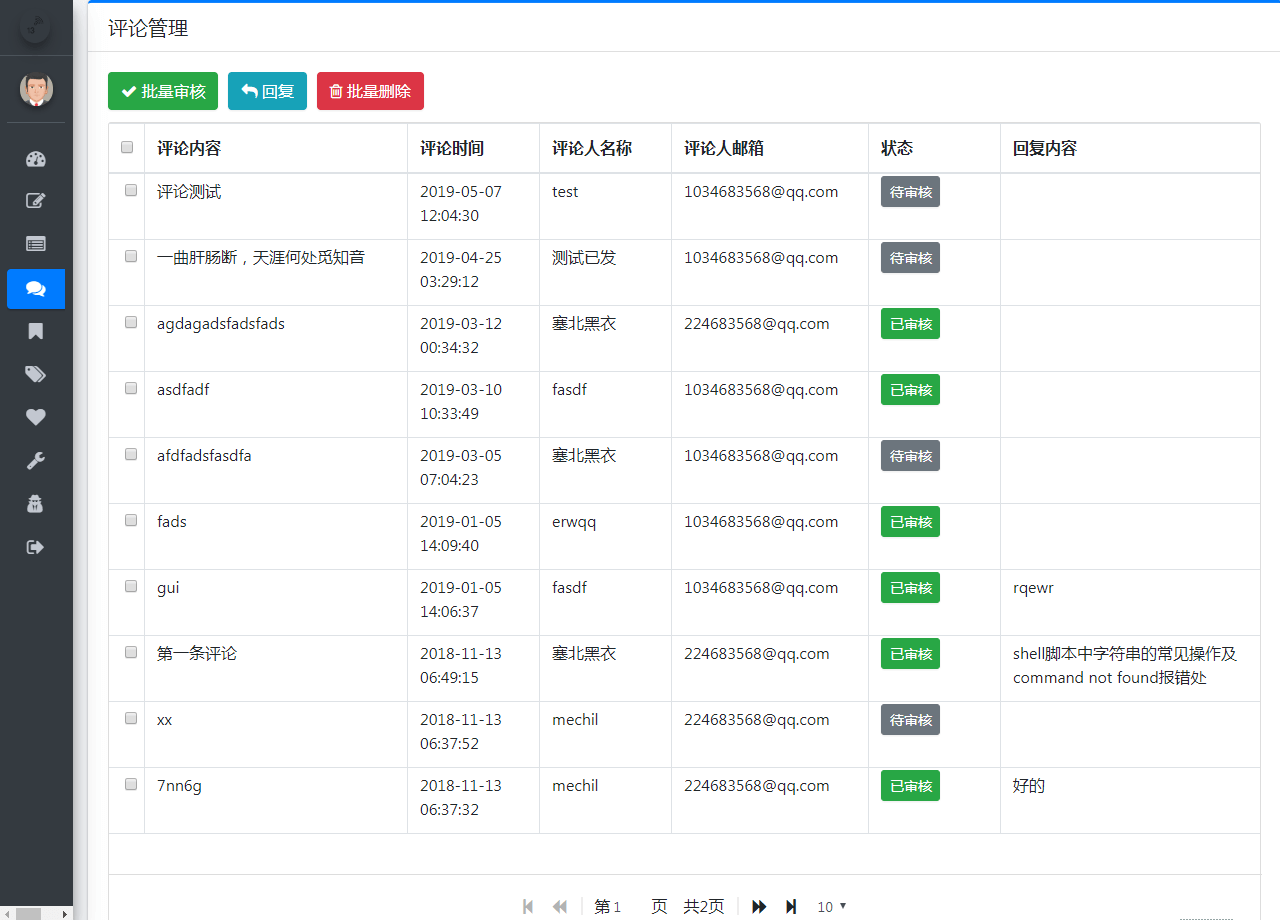 评论管理
批量审核 回复 批量删除
评论内容 评论时间 评论人名称 评论人邮箱 状态 回复内容
评论测试 2019-05-07 test 1034683568@qq.com 待审核
12:04:30
一曲肝肠断，天涯何处觅知音 2019-04-25 测试已发 1034683568@qq.com 待审核
03:29:12
agdagadsfadsfads 2019-03-12 塞北黑衣 224683568@qq.com 已审核
00:34:32
asdfadf 2019-03-10 fasdf 1034683568@qq.com 已审核
10:33:49
afdfadsfasdfa 2019-03-05 塞北黑衣 1034683568@qq.com 待审核
07:04:23
fads 2019-01-05 erwqq 1034683568@qq.com 已审核
14:09:40
gui 2019-01-05 fasdf 1034683568@qq.com 已审核 rqewr
14:06:37
第一条评论 2018-11-13 塞北黑衣 224683568@qq.com 已审核 shell脚本中字符串的常见操作及
06:49:15 command not found报错处
xx 2018-11-13 mechil 224683568@qq.com 待审核
06:37:52
7nn6g 2018-11-13 mechil 224683568@qq.com 已审核 好的
06:37:32
第 1 页 共2页 10